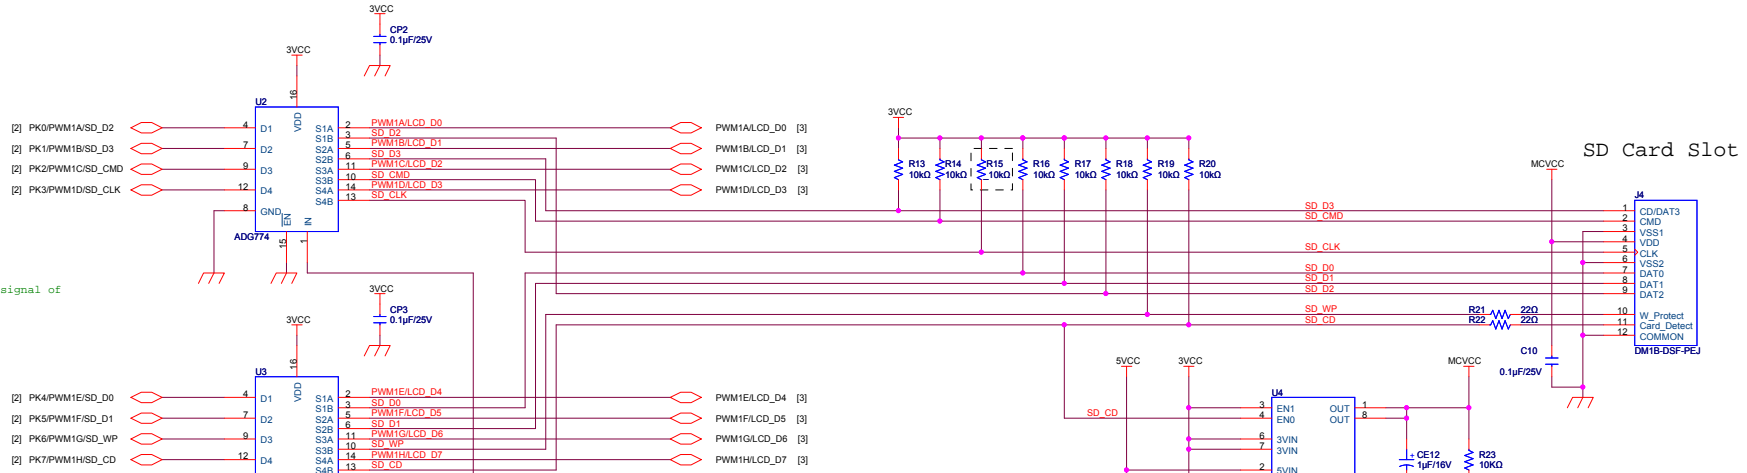 3VCC
CP2
0.1µF/25V
3VCC
16
U2
VDD
[2] PK0/PWM1A/SD_D2 4 D1 S1A 2 PWM1A/LCD_D0 PWM1A/LCD_D0 [3]
S1B 3 SD_D2
[2] PK1/PWM1B/SD_D3 7 D2 S2A 5 PWM1B/LCD_D1 PWM1B/LCD_D1 [3]
S2B 6 SD_D3
[2] PK2/PWM1C/SD_CMD 9 D3 S3A 11 PWM1C/LCD_D2 PWM1C/LCD_D2 [3]
S3B 10 SD_CMD
[2] PK3/PWM1D/SD_CLK 12 D4 S4A 14 PWM1D/LCD_D3 PWM1D/LCD_D3 [3]
S4B 13 SD_CLK
8 GND EN IN
ADG774 15 1
3VCC
R13 R14 R15 R16 R17 R18 R19 R20
10kΩ 10kΩ 10kΩ 10kΩ 10kΩ 10kΩ 10kΩ 10kΩ
SD Card Slot
MCVCC
J4
SD_D3 1 CD/DAT3
SD_CMD 2 CMD
3 VSS1
4 VDD
SD_CLK 5 CLK
6 VSS2
SD_D0 7 DAT0
SD_D1 8 DAT1
SD_D2 9 DAT2
SD_WP R21 22Ω 10 W_Protect
SD_CD R22 22Ω 11 Card_Detect
12 COMMON
DM1B-DSF-PEJ
C10
0.1µF/25V
signal of
3VCC
CP3
0.1µF/25V
3VCC
16
U3
VDD
[2] PK4/PWM1E/SD_D0 4 D1 S1A 2 PWM1E/LCD_D4 PWM1E/LCD_D4 [3]
S1B 3 SD_D0
[2] PK5/PWM1F/SD_D1 7 D2 S2A 5 PWM1F/LCD_D5 PWM1F/LCD_D5 [3]
S2B 6 SD_D1
[2] PK6/PWM1G/SD_WP 9 D3 S3A 11 PWM1G/LCD_D6 PWM1G/LCD_D6 [3]
S3B 10 SD_WP
[2] PK7/PWM1H/SD_CD 12 D4 S4A 14 PWM1H/LCD_D7 PWM1H/LCD_D7 [3]
S4B 13 SD_CD
5VCC 3VCC MCVCC
U4
3 EN1 OUT 1
SD_CD 4 EN0 OUT 8
6 3VIN
7 3VIN
2 5VIN
+ CE12
1µF/16V
R23
10KΩ